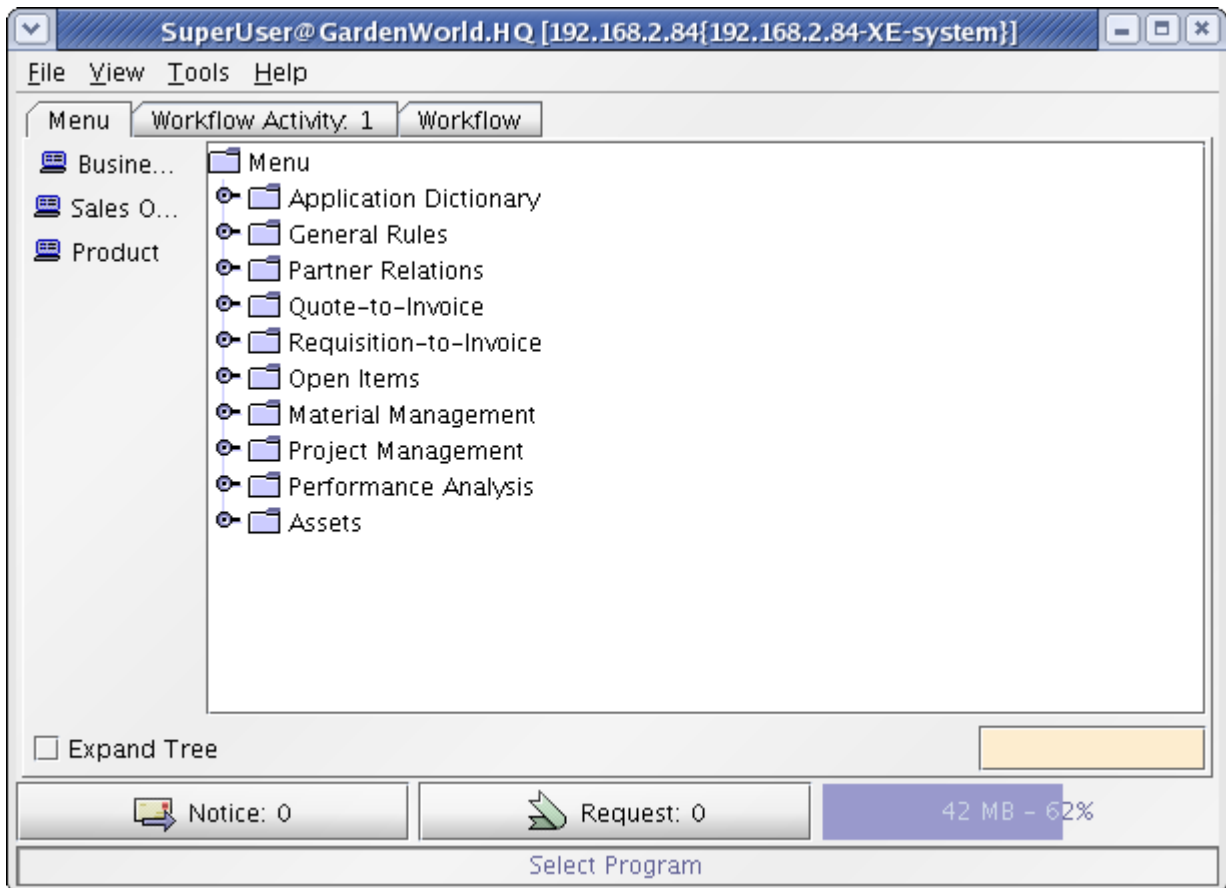 SuperUser@GardenWorld.HQ [192.168.2.84{192.168.2.84-XE-system}]
File View Tools Help
Menu Workflow Activity: 1 Workflow
Busine...
Sales O...
Product
Menu
Application Dictionary
General Rules
Partner Relations
Quote-to-Invoice
Requisition-to-Invoice
Open Items
Material Management
Project Management
Performance Analysis
Assets
Expand Tree
Notice: 0 Request: 0 42 MB - 62%
Select Program